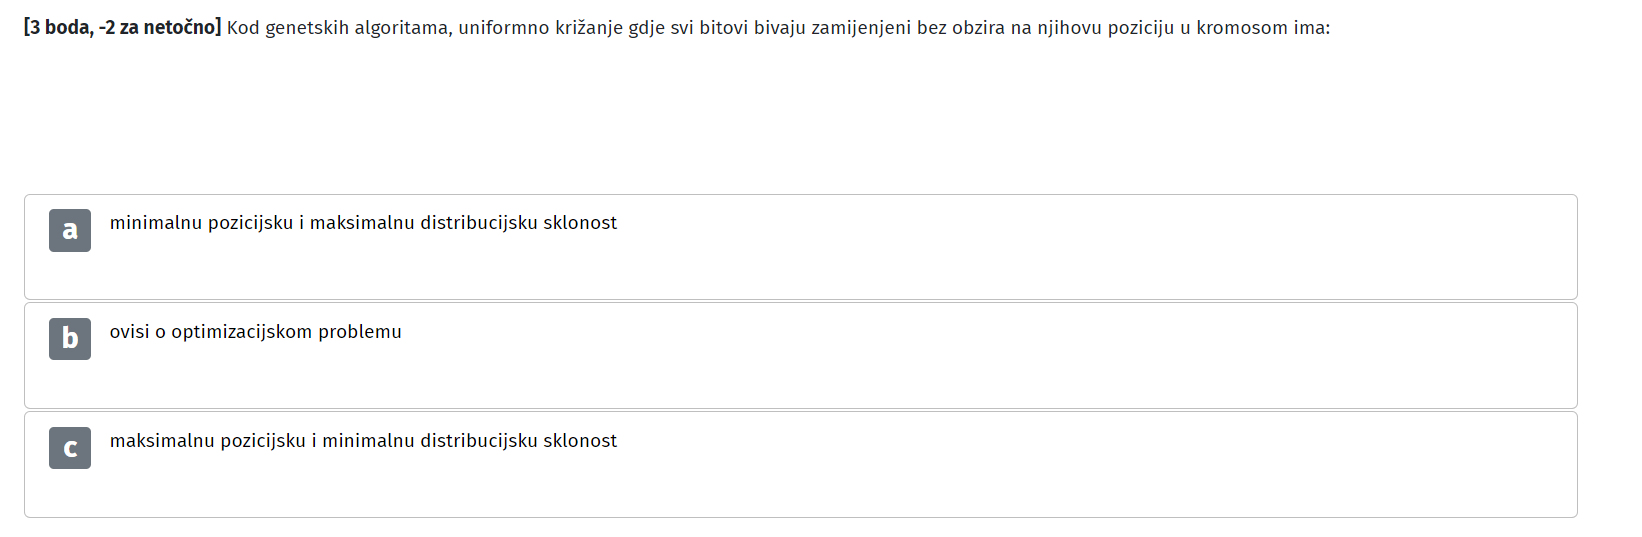 [3 boda, -2 za netočno] Kod genetskih algoritama, uniformno križanje gdje svi bitovi bivaju zamijenjeni bez obzira na njihovu poziciju u kromosom ima:
a minimalnu pozicijsku i maksimalnu distribucijsku sklonost
b ovisi o optimizacijskom problemu
c maksimalnu pozicijsku i minimalnu distribucijsku sklonost